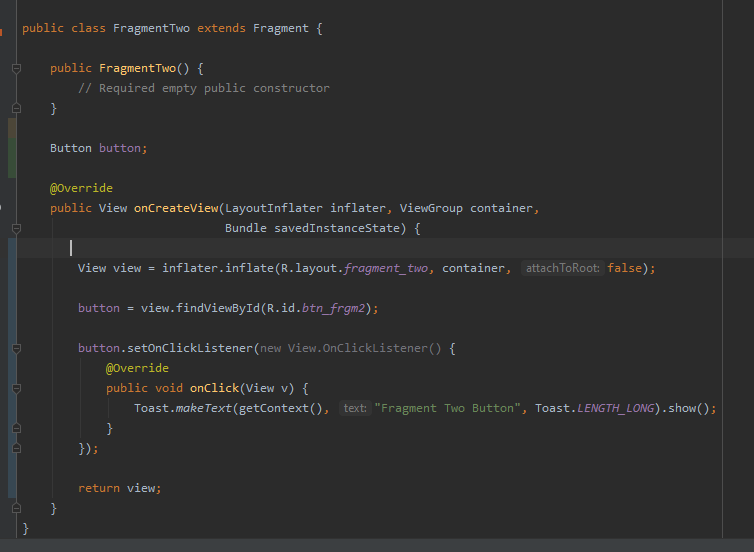 public class FragmentTwo extends Fragment {
public FragmentTwo() {
// Required empty public constructor
}
Button button;
@Override
public View onCreateView(LayoutInflater inflater, ViewGroup container,
Bundle savedInstanceState) {
View view = inflater.inflate(R.layout.fragment_two, container, attachToRoot: false);
button = view.findViewById(R.id.btn_frgm2);
button.setOnClickListener(new View.OnClickListener() {
@Override
public void onClick(View v) {
Toast.makeText(getContext(), text: "Fragment Two Button", Toast.LENGTH_LONG).show();
}
});
return view;
}
}